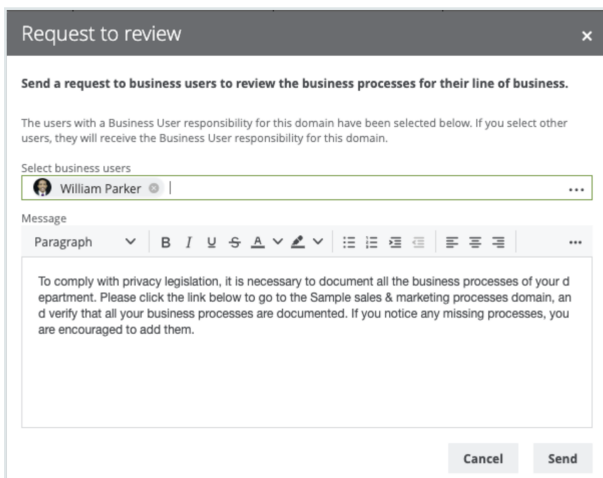 Request to review
Send a request to business users to review the business processes for their line of business.
The users with a Business User responsibility for this domain have been selected below. If you select other
users, they will receive the Business User responsibility for this domain.
Select business users
William Parker
Message
Paragraph B I U S A
To comply with privacy legislation, it is necessary to document all the business processes of your d
epartment. Please click the link below to go to the Sample sales & marketing processes domain, an
d verify that all your business processes are documented. If you notice any missing processes, you
are encouraged to add them.
Cancel Send